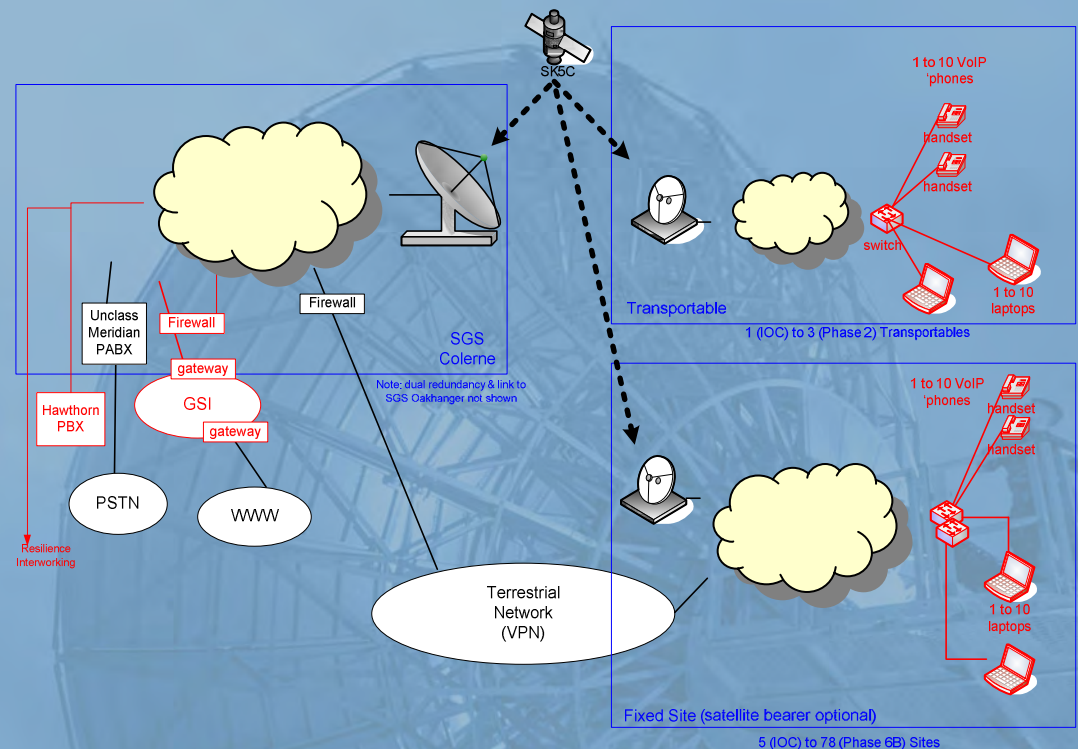 SK5C
1 to 10 VoIP
'phones
handset
handset
switch
1 to 10
laptops
Transportable
1 (IOC) to 3 (Phase 2) Transportables
Firewall
Unclass
Meridian
PABX
Firewall
SGS
Colerne
gateway
Note: dual redundancy & link to
SGS Oakhanger not shown
Hawthorn
PBX
GSI
gateway
PSTN
WWW
Resilience
Interworking
Terrestrial
Network
(VPN)
1 to 10 VoIP
'phones
handset
handset
1 to 10
laptops
Fixed Site (satellite bearer optional)
5 (IOC) to 78 (Phase 6B) Sites